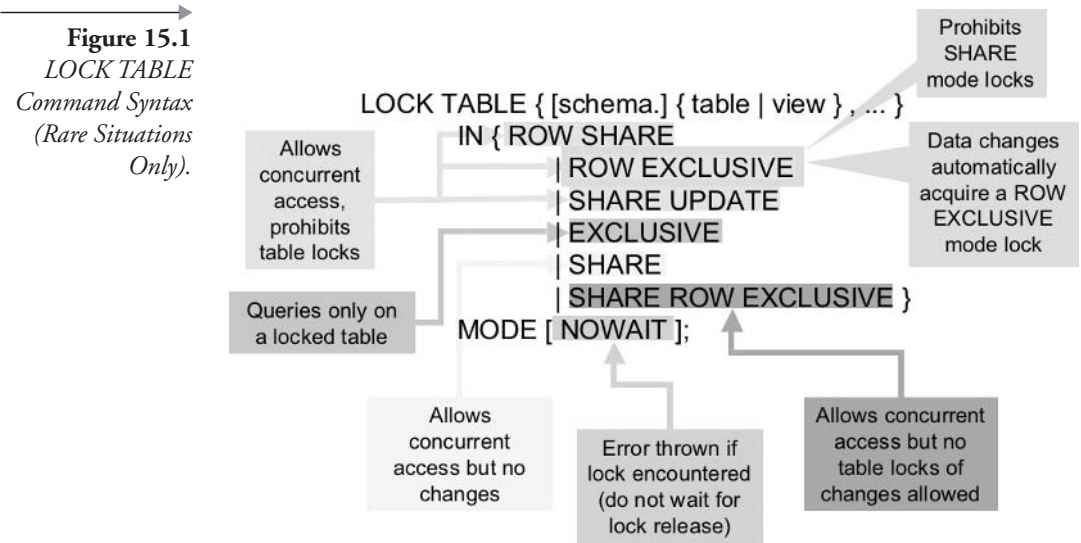 Figure 15.1
LOCK TABLE
Command Syntax
(Rare Situations
Only).
LOCK TABLE { [schema.] { table | view } , ... }
IN { ROW SHARE
| ROW EXCLUSIVE
| SHARE UPDATE
| EXCLUSIVE
| SHARE
| SHARE ROW EXCLUSIVE }
MODE [ NOWAIT ];
Prohibits
SHARE
mode locks
Data changes
automatically
acquire a ROW
EXCLUSIVE
mode lock
Allows
concurrent
access,
prohibits
table locks
Queries only on
a locked table
Allows
concurrent
access but no
changes
Error thrown if
lock encountered
(do not wait for
lock release)
Allows concurrent
access but no
table locks of
changes allowed